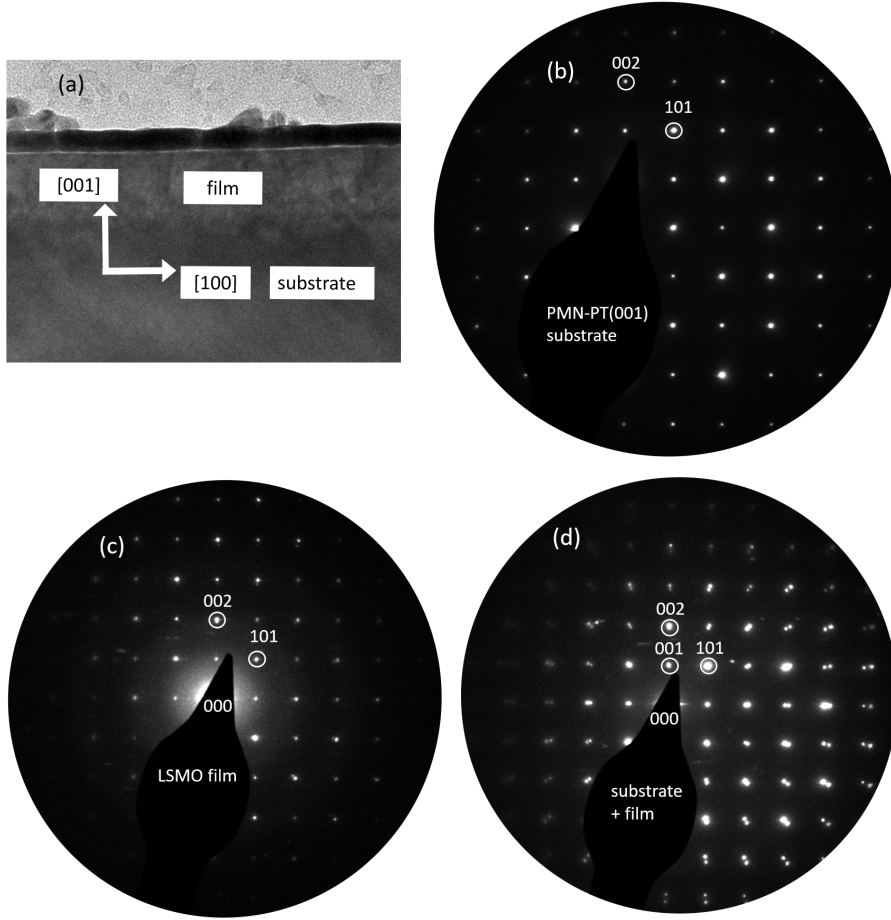 (a)
[001]
film
[100]
substrate
(b)
002
101
PMN-PT(001)
substrate
(c)
002
101
000
LSMO film
(d)
002
001
101
000
substrate
+ film